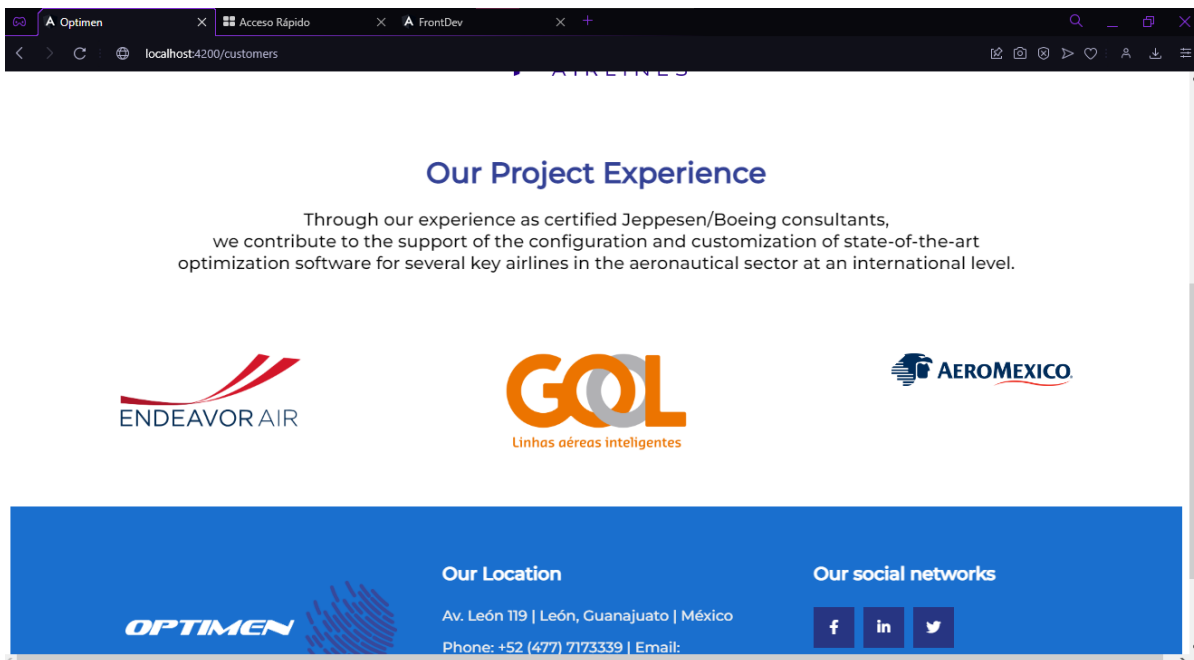 Optimen
Acceso Rápido
FrontDev
localhost:4200/customers
AIRLINES
Our Project Experience
Through our experience as certified Jeppesen/Boeing consultants,
we contribute to the support of the configuration and customization of state-of-the-art
optimization software for several key airlines in the aeronautical sector at an international level.
ENDEAVOR AIR
GOL
Linhas aéreas inteligentes
AEROMEXICO.
Our Location
Our social networks
OPTIMEN
Av. León 119 | León, Guanajuato | México
Phone: +52 (477) 7173339 | Email: